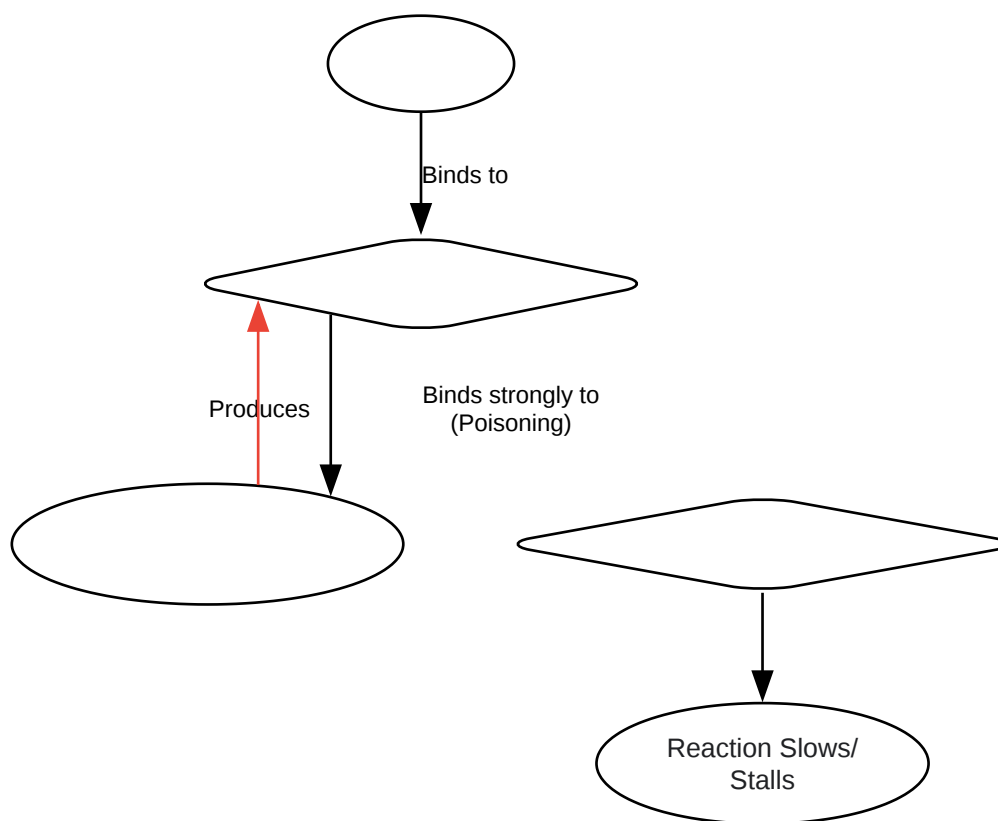 Binds to
Produces
Binds strongly to
(Poisoning)
Reaction Slows/
Stalls